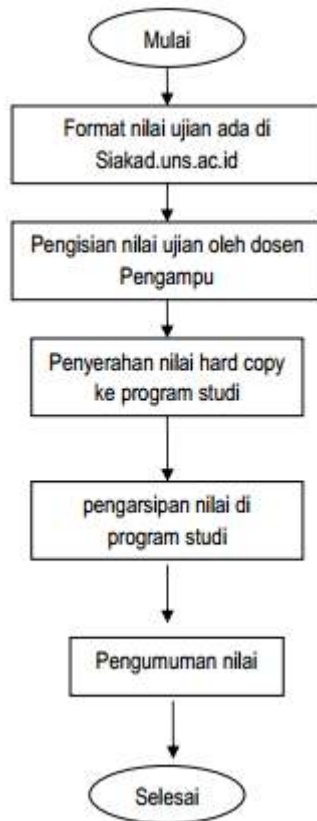 Mulai
Format nilai ujian ada di
Siakad.uns.ac.id
Pengisian nilai ujian oleh dosen
Pengampu
Penyerahan nilai hard copy
ke program studi
pengarsipan nilai di
program studi
Pengumuman nilai
Selesai